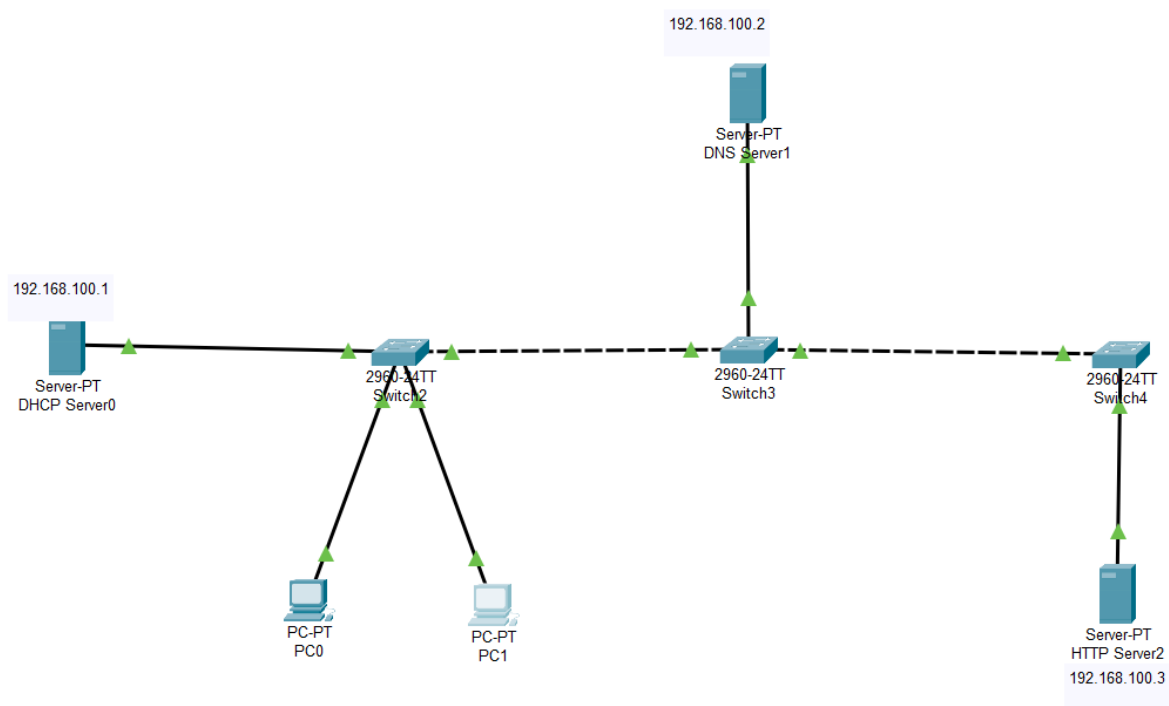 192.168.100.2
Server-PT
DNS Server1
192.168.100.1
Server-PT
DHCP Server0
2960-24TT
Switch2
2960-24TT
Switch3
2960-24TT
Switch4
PC-PT
PC0
PC-PT
PC1
Server-PT
HTTP Server2
192.168.100.3